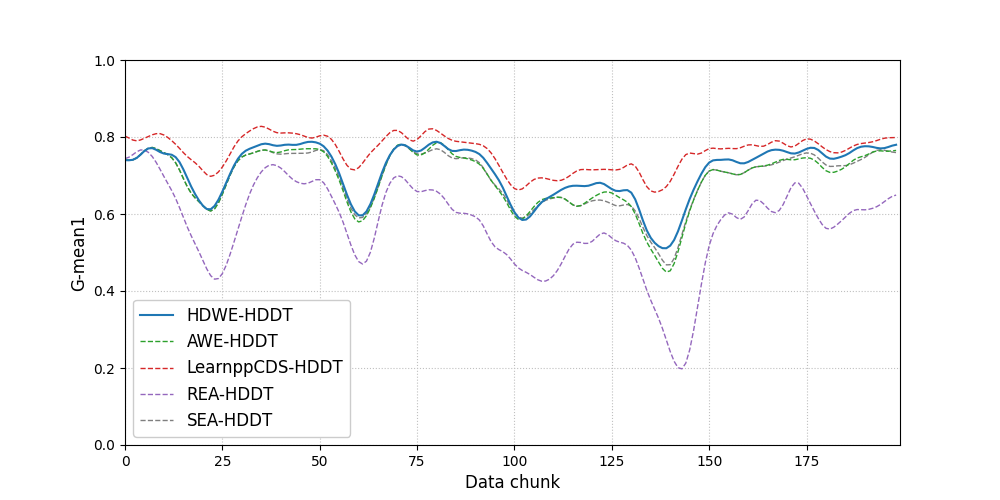 G-mean1
1.0
0.8
0.6
0.4
0.2
0.0
HDWE-HDDT
AWE-HDDT
LearnppCDS-HDDT
REA-HDDT
SEA-HDDT
0 25 50 75 100 125 150 175
Data chunk